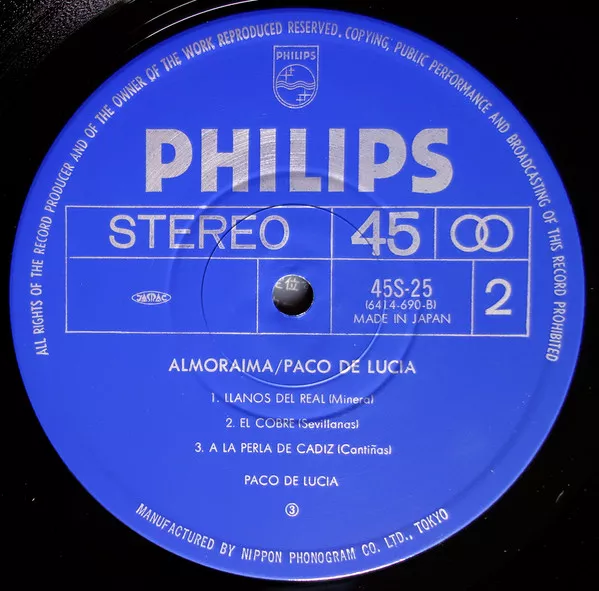 ALL RIGHTS OF THE RECORD PRODUCER AND OF THE OWNER OF THE WORK REPRODUCED RESERVED, COPYING, PUBLIC PERFORMANCE AND BROADCASTING OF THIS RECORD PROHIBITED
PHILIPS
PHILIPS
STEREO 45
JASRAC
45S-25
(6414-690-B)
MADE IN JAPAN
2
ALMORAIMA/PACO DE LUCIA
1. LLANOS DEL REAL (Minera)
2. EL COBRE (Sevillanas)
3. A LA PERLA DE CADIZ (Cantiñas)
PACO DE LUCIA
③
MANUFACTURED BY NIPPON PHONOGRAM CO. LTD., TOKYO